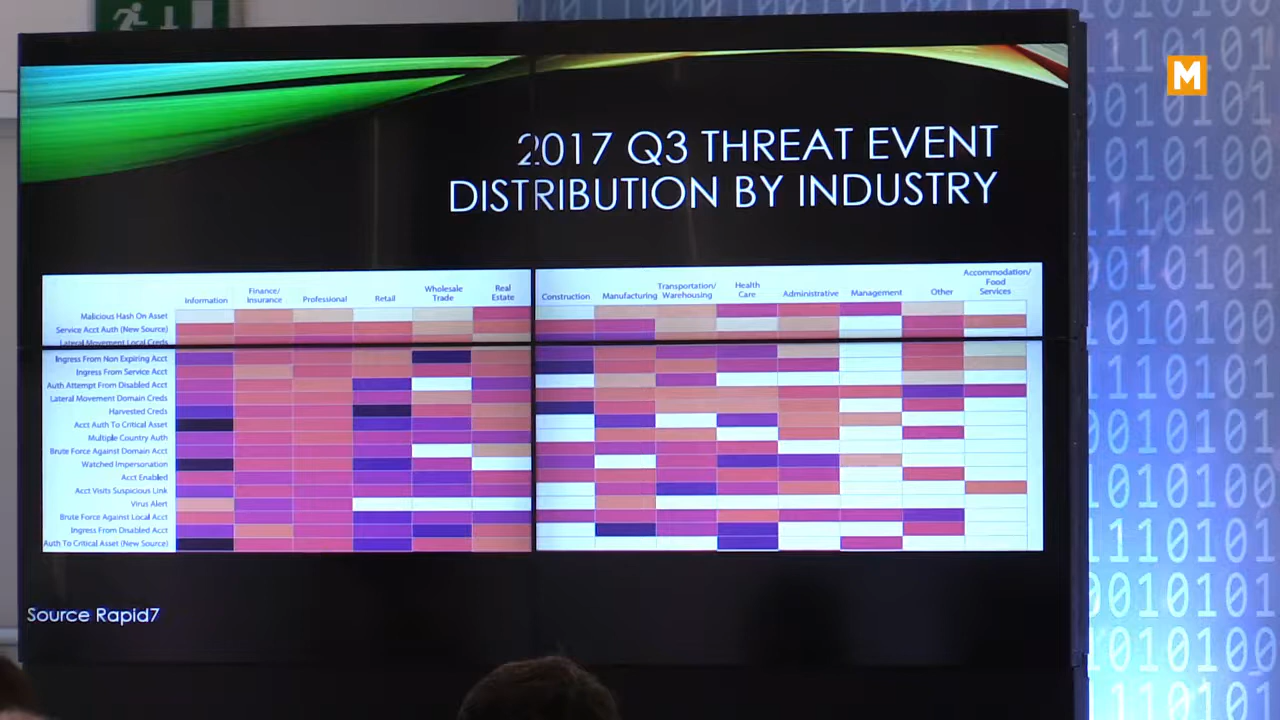 M
2017 Q3 THREAT EVENT
DISTRIBUTION BY INDUSTRY
Information
Finance/
Insurance
Professional
Retail
Wholesale
Trade
Real
Estate
Construction
Manufacturing
Transportation/
Warehousing
Health
Care
Administrative
Management
Other
Accommodation/
Food
Services
Malicious Hash On Asset
Service Acct Auth (New Source)
Lateral Movement Local Creds
Ingress From Non Expiring Acct
Ingress From Service Acct
Auth Attempt From Disabled Acct
Lateral Movement Domain Creds
Harvested Creds
Acct Auth To Critical Asset
Multiple Country Auth
Brute Force Against Domain Acct
Watched Impersonation
Acct Enabled
Acct Visits Suspicious Link
Virus Alert
Brute Force Against Local Acct
Ingress From Disabled Acct
Auth To Critical Asset (New Source)
Source Rapid7